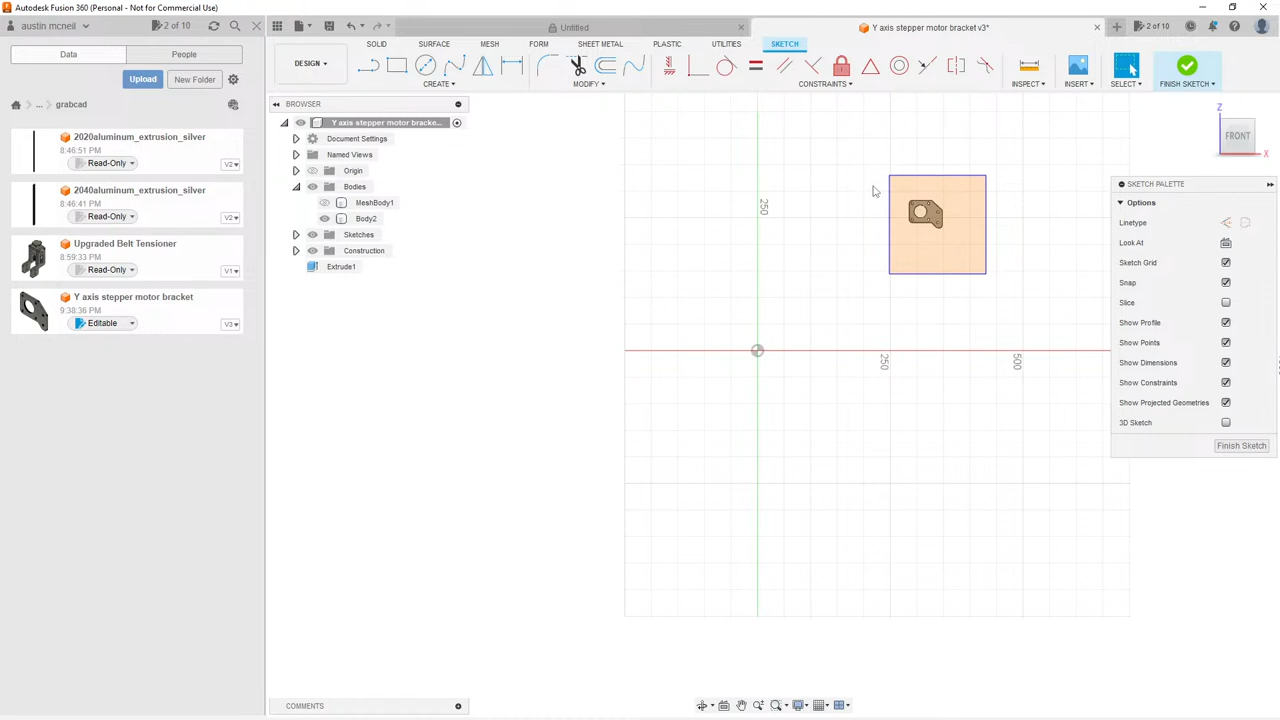 Autodesk Fusion 360 (Personal - Not for Commercial Use)
austin mcneil
2 of 10
Untitled
Y axis stepper motor bracket v3*
2 of 10
Data
People
Upload
New Folder
... grabcad
2020aluminum_extrusion_silver
8:46:51 PM
Read-Only
V2
2040aluminum_extrusion_silver
8:46:41 PM
Read-Only
V2
Upgraded Belt Tensioner
8:59:33 PM
Read-Only
V1
Y axis stepper motor bracket
9:38:36 PM
Editable
V3
DESIGN
SOLID
SURFACE
MESH
FORM
SHEET METAL
PLASTIC
UTILITIES
SKETCH
CREATE
MODIFY
CONSTRAINTS
INSPECT
INSERT
SELECT
FINISH SKETCH
BROWSER
Y axis stepper motor bracke...
Document Settings
Named Views
Origin
Bodies
MeshBody1
Body2
Sketches
Construction
Extrude1
250
250
500
Z
FRONT
X
SKETCH PALETTE
Options
Linetype
Look At
Sketch Grid
Snap
Slice
Show Profile
Show Points
Show Dimensions
Show Constraints
Show Projected Geometries
3D Sketch
Finish Sketch
COMMENTS